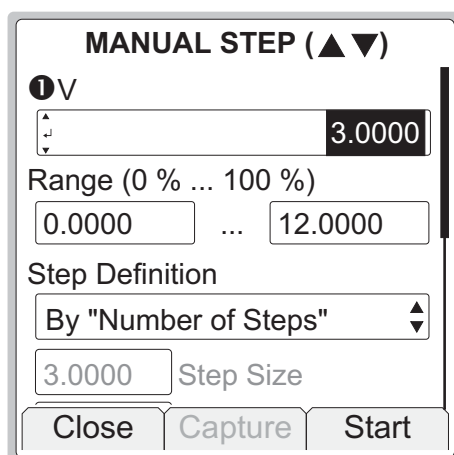 MANUAL STEP (▲ ▼)
❶V
3.0000
Range (0 % ... 100 %)
0.0000 ... 12.0000
Step Definition
By "Number of Steps"
3.0000 Step Size
Close Capture Start